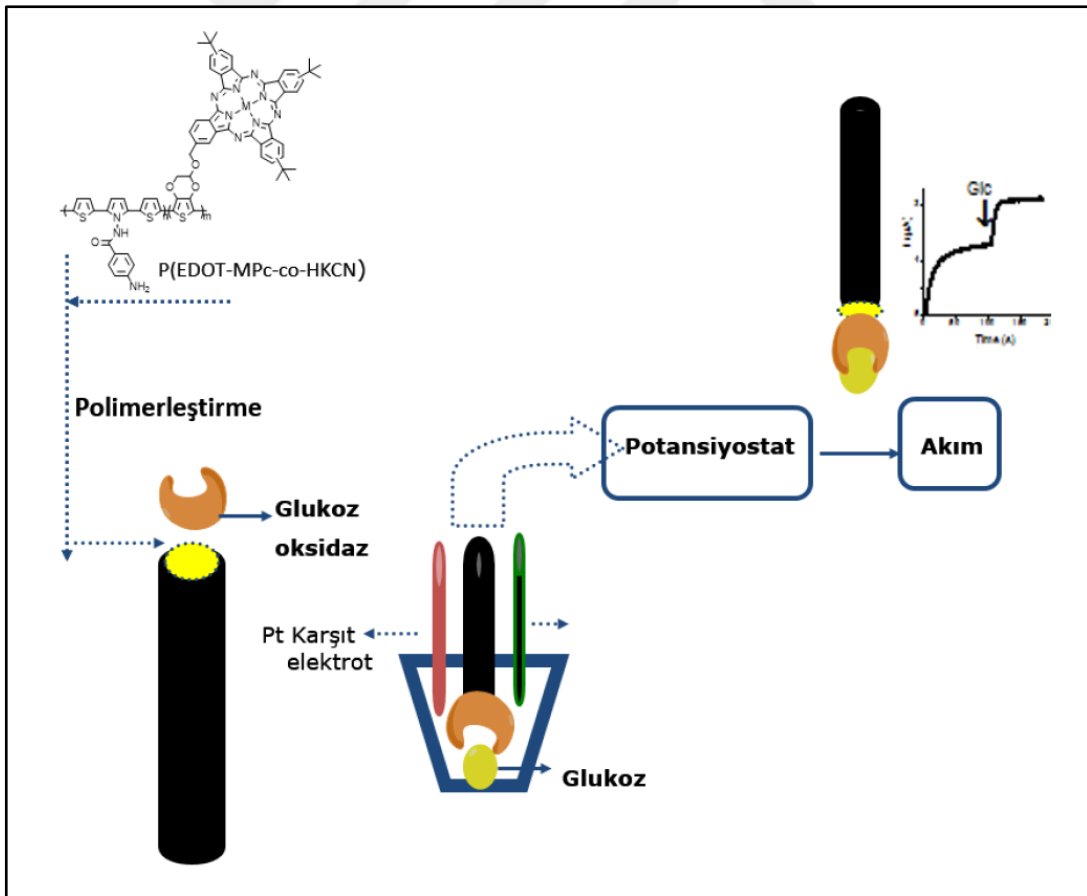 P(EDOT-MPc-co-HKCN)
Polimerleştirme
Glukoz
oksidaz
Pt Karşıt
elektrot
Glukoz
Potansiyostat
Akım
Glc
Time (s)